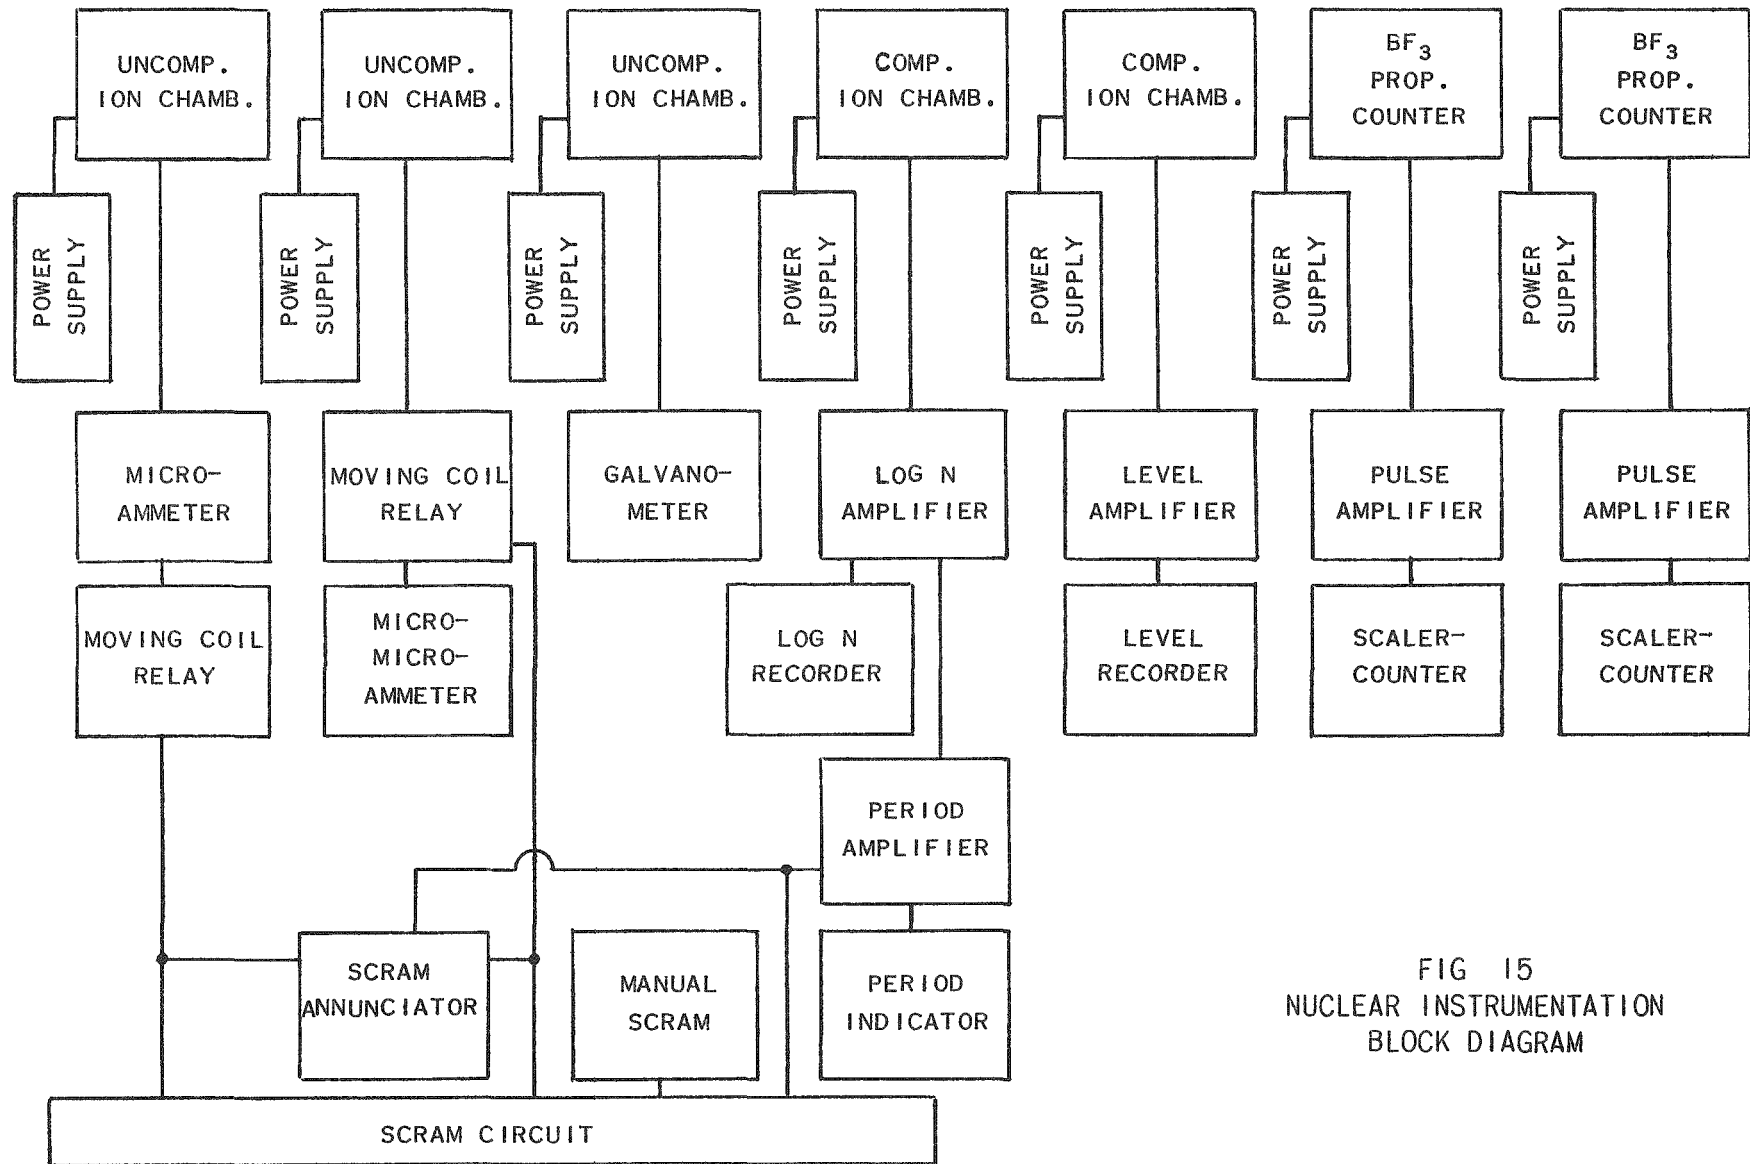 UNCOMP.
ION CHAMB.
UNCOMP.
ION CHAMB.
UNCOMP.
ION CHAMB.
COMP.
ION CHAMB.
COMP.
ION CHAMB.
BF3
PROP.
COUNTER
BF3
PROP.
COUNTER
POWER
SUPPLY
POWER
SUPPLY
POWER
SUPPLY
POWER
SUPPLY
POWER
SUPPLY
POWER
SUPPLY
POWER
SUPPLY
MICRO-
AMMETER
MOVING COIL
RELAY
GALVANO-
METER
LOG N
AMPLIFIER
LEVEL
AMPLIFIER
PULSE
AMPLIFIER
PULSE
AMPLIFIER
MOVING COIL
RELAY
MICRO-
MICRO-
AMMETER
LOG N
RECORDER
LEVEL
RECORDER
SCALER-
COUNTER
SCALER-
COUNTER
PERIOD
AMPLIFIER
SCRAM
ANNUNCIATOR
MANUAL
SCRAM
PERIOD
INDICATOR
SCRAM CIRCUIT
FIG 15
NUCLEAR INSTRUMENTATION
BLOCK DIAGRAM